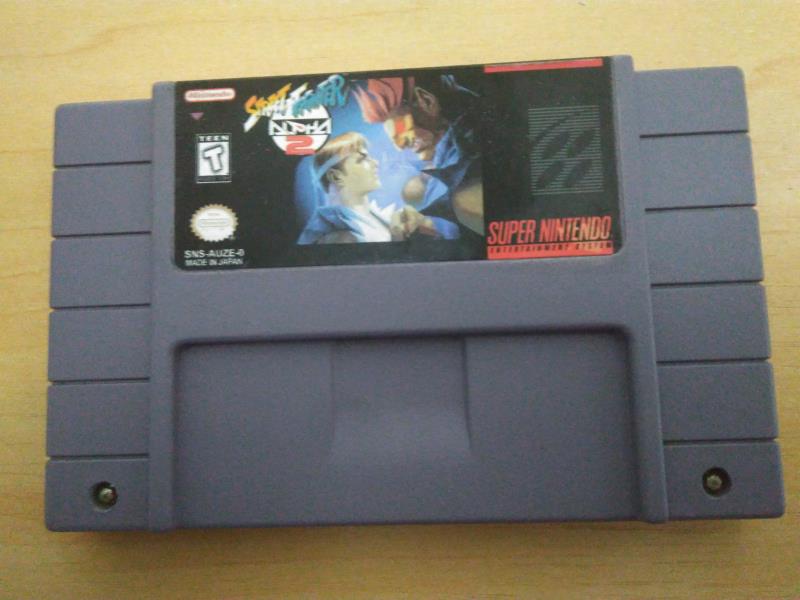 Nintendo
STREET FIGHTER
ALPHA
2
TEEN
T
SNS-AUZE-0
MADE IN JAPAN
SUPER NINTENDO
ENTERTAINMENT SYSTEM